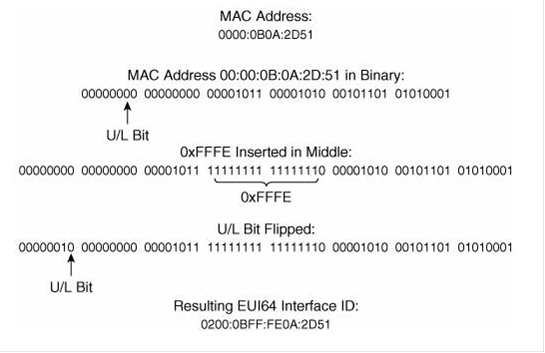 MAC Address:
0000:0B0A:2D51
MAC Address 00:00:0B:0A:2D:51 in Binary:
00000000 00000000 00001011 00001010 00101101 01010001
U/L Bit
0xFFFE Inserted in Middle:
00000000 00000000 00001011 11111111 11111110 00001010 00101101 01010001
0xFFFE
U/L Bit Flipped:
00000010 00000000 00001011 11111111 11111110 00001010 00101101 01010001
U/L Bit
Resulting EUI64 Interface ID:
0200:0BFF:FE0A:2D51